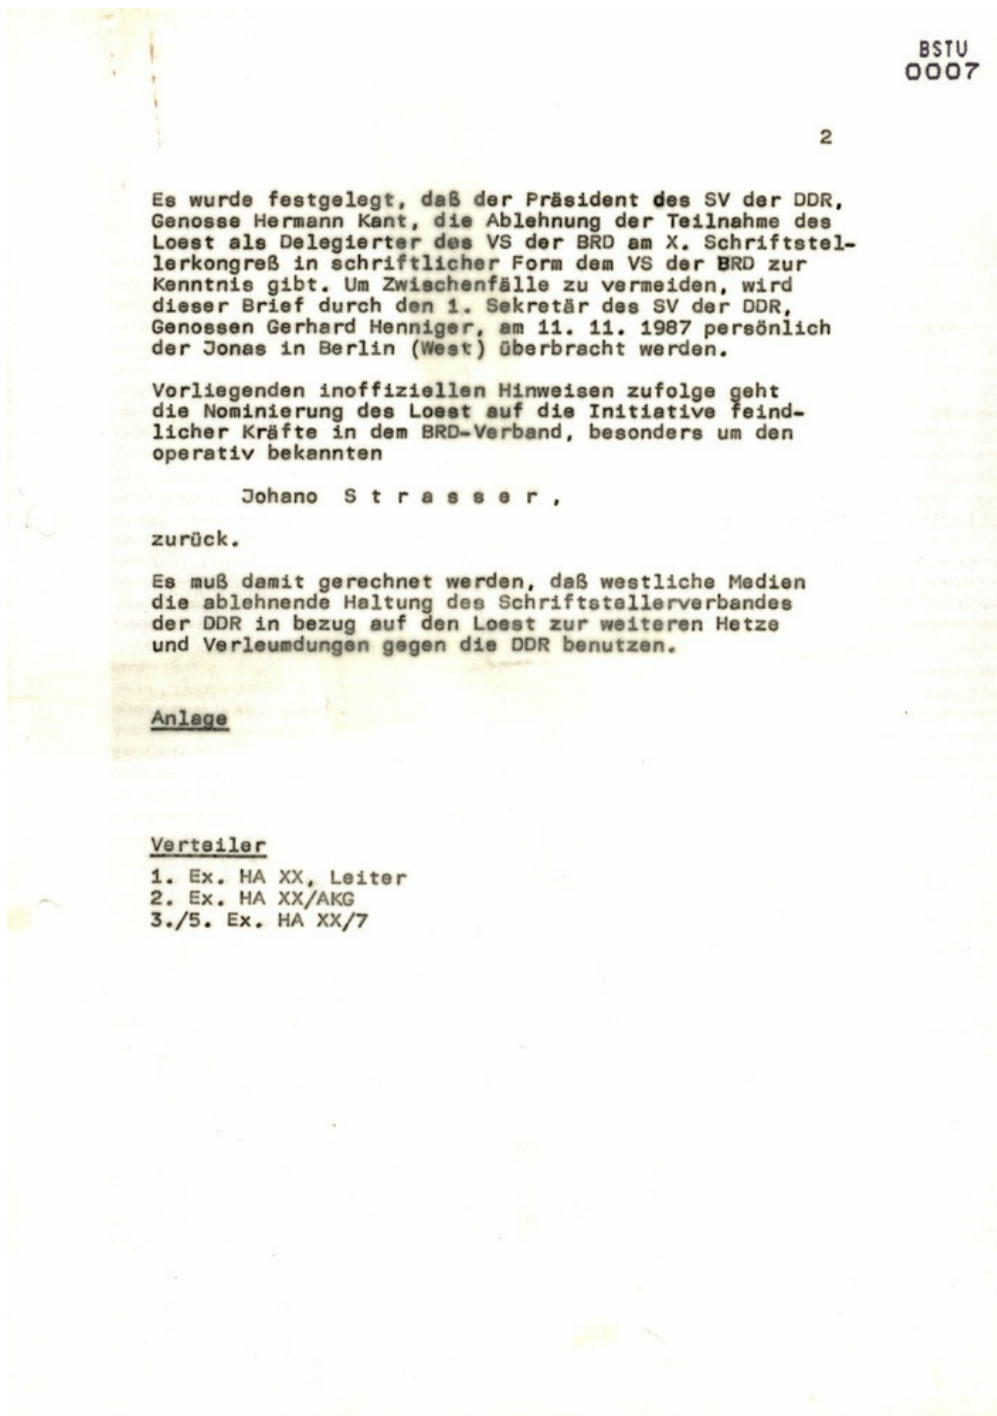 BSTU
0007
2
Es wurde festgelegt, daß der Präsident des SV der DDR,
Genosse Hermann Kant, die Ablehnung der Teilnahme des
Loest als Delegierter des VS der BRD am X. Schriftstel-
lerkongreß in schriftlicher Form dem VS der BRD zur
Kenntnis gibt. Um Zwischenfälle zu vermeiden, wird
dieser Brief durch den 1. Sekretär des SV der DDR,
Genossen Gerhard Henniger, am 11. 11. 1987 persönlich
der Jonas in Berlin (West) überbracht werden.
Vorliegenden inoffiziellen Hinweisen zufolge geht
die Nominierung des Loest auf die Initiative feind-
licher Kräfte in dem BRD-Verband, besonders um den
operativ bekannten
Johano S t r a s s e r ,
zurück.
Es muß damit gerechnet werden, daß westliche Medien
die ablehnende Haltung des Schriftstellerverbandes
der DDR in bezug auf den Loest zur weiteren Hetze
und Verleumdungen gegen die DDR benutzen.
Anlage
Verteiler
1. Ex. HA XX, Leiter
2. Ex. HA XX/AKG
3./5. Ex. HA XX/7